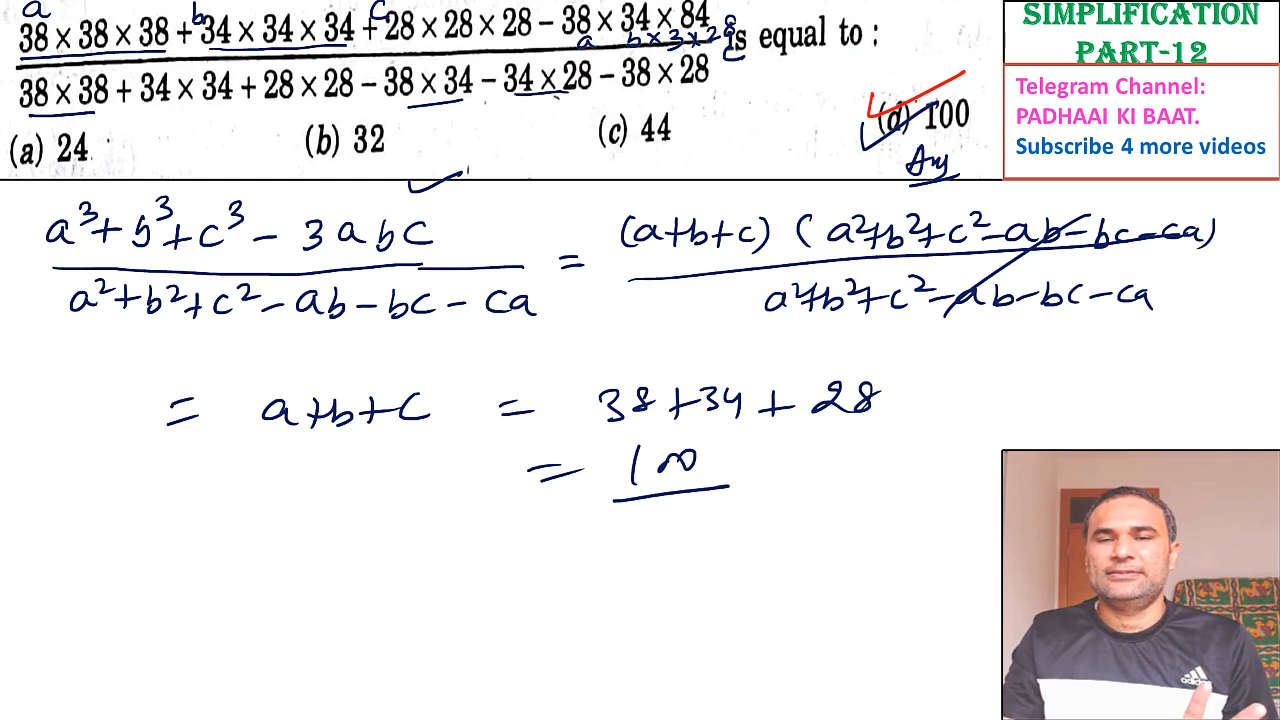 a b c
38 × 38 × 38 + 34 × 34 × 34 + 28 × 28 × 28 − 38 × 34 × 84
a b × 3 × 28
is equal to :
c
38 × 38 + 34 × 34 + 28 × 28 − 38 × 34 − 34 × 28 − 38 × 28
(a) 24 (b) 32 (c) 44 (d) 100
Ans
SIMPLIFICATION
PART-12
Telegram Channel:
PADHAAI KI BAAT.
Subscribe 4 more videos
a³ + b³ + c³ − 3abc
a² + b² + c² − ab − bc − ca
= (a+b+c) (a²+b²+c²−ab−bc−ca)
a²+b²+c²−ab−bc−ca
= a+b+c = 38+34+28
= 100
adidas